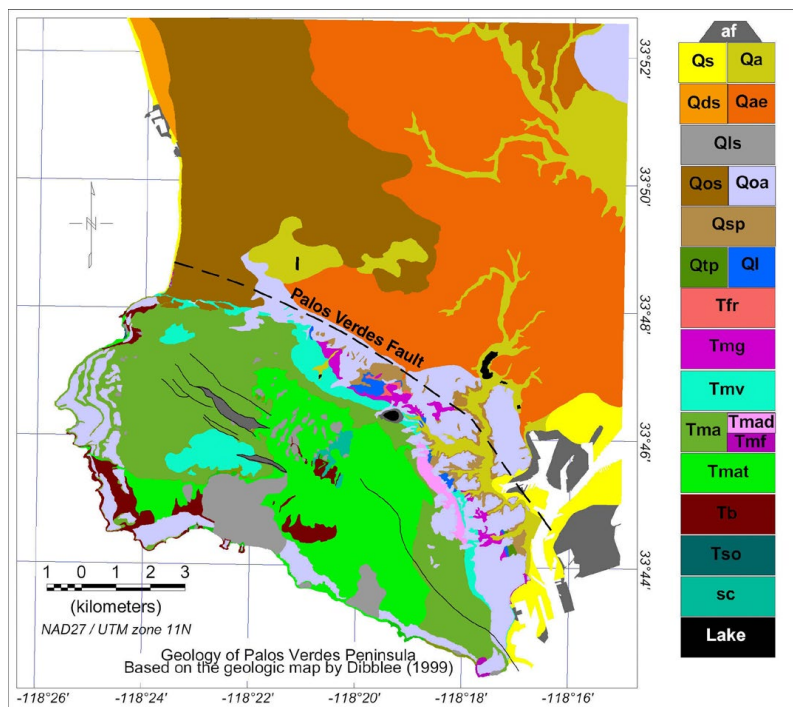 af
Qs Qa
Qds Qae
Qls
Qos Qoa
Qsp
Qtp Ql
Tfr
Tmg
Tmv
Tma Tmad
Tmf
Tmat
Tb
Tso
sc
Lake
33°52'
33°50'
33°48'
33°46'
33°44'
N
Palos Verdes Fault
1 0 1 2 3
(kilometers)
NAD27 / UTM zone 11N
Geology of Palos Verdes Peninsula
Based on the geologic map by Dibblee (1999)
-118°26' -118°24' -118°22' -118°20' -118°18' -118°16'